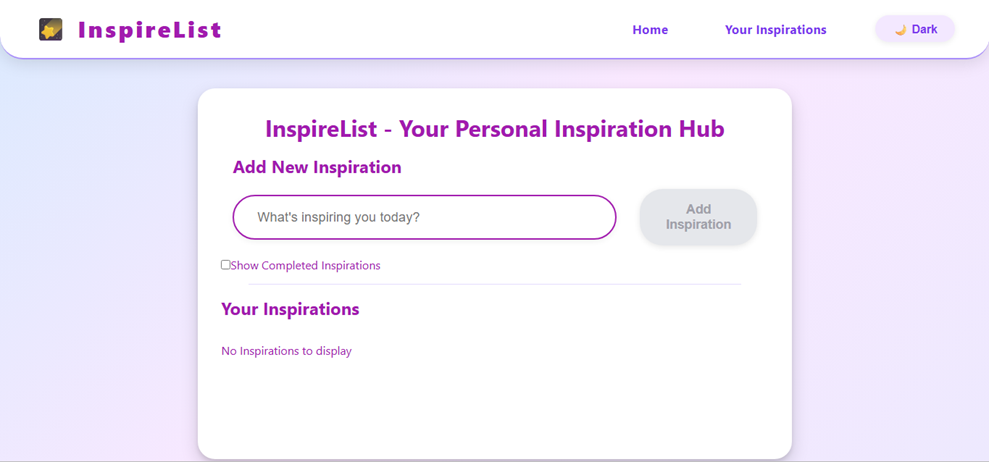 InspireList
Home
Your Inspirations
🌙 Dark
InspireList - Your Personal Inspiration Hub
Add New Inspiration
What's inspiring you today?
Add
Inspiration
Show Completed Inspirations
Your Inspirations
No Inspirations to display